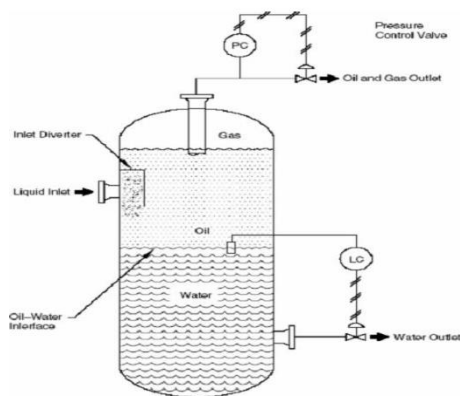 Pressure
Control Valve
PC
Oil and Gas Outlet
Gas
Inlet Diverter
Liquid Inlet
Oil
LC
Water
Oil–Water
Interface
Water Outlet